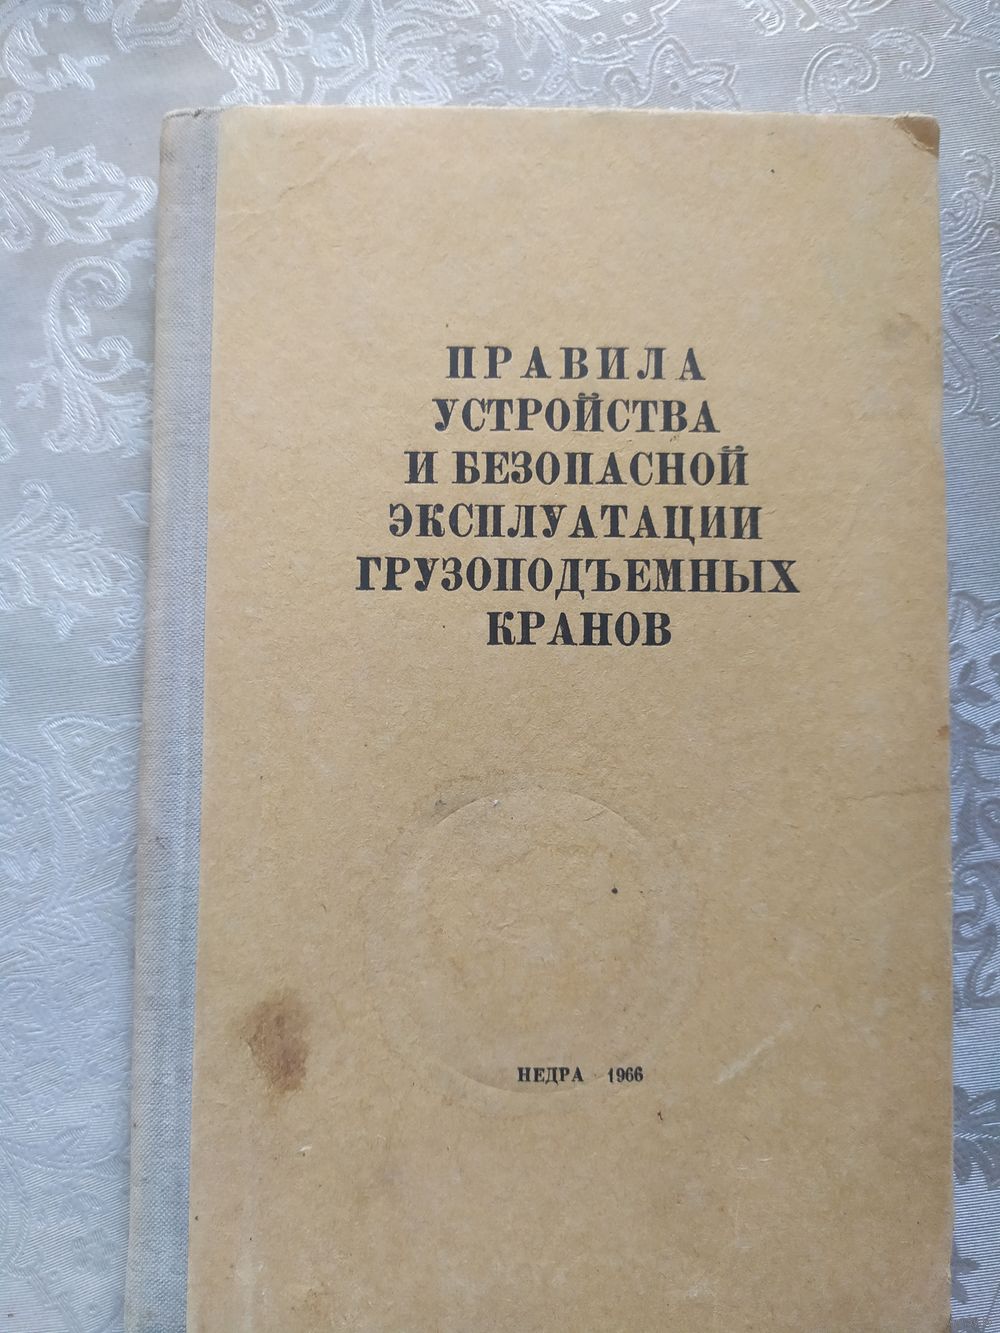 ПРАВИЛА
УСТРОЙСТВА
И БЕЗОПАСНОЙ
ЭКСПЛУАТАЦИИ
ГРУЗОПОДЪЕМНЫХ
КРАНОВ
НЕДРА 1966